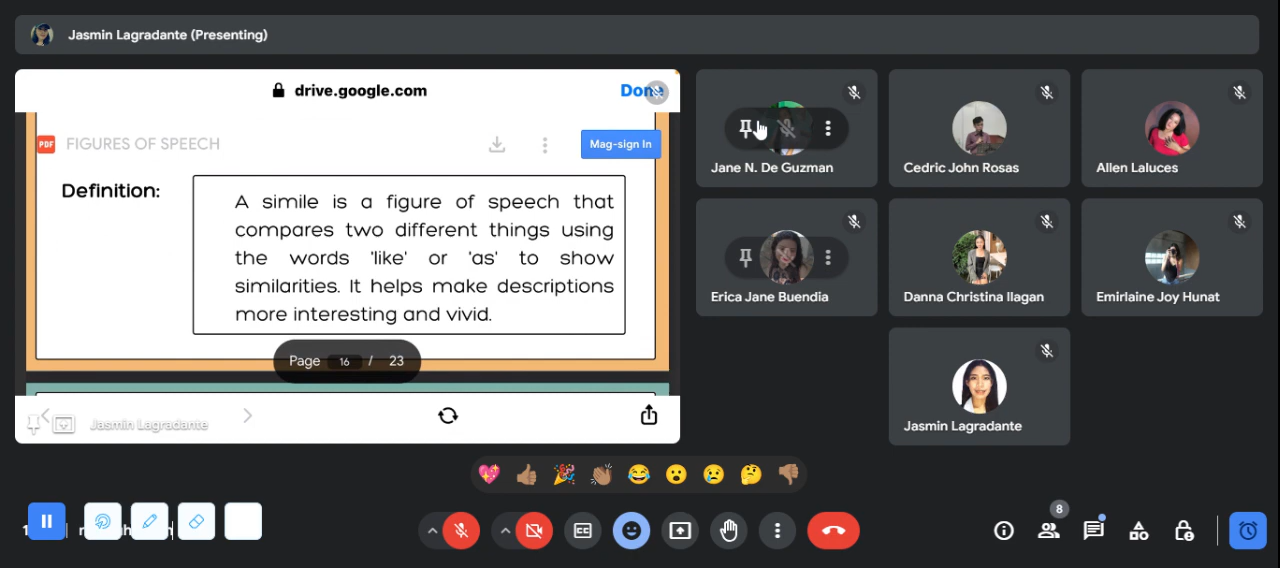 Jasmin Lagradante (Presenting)
drive.google.com
Done
PDF FIGURES OF SPEECH
Mag-sign In
Definition:
A simile is a figure of speech that
compares two different things using
the words 'like' or 'as' to show
similarities. It helps make descriptions
more interesting and vivid.
Page 16 / 23
Jasmin Lagradante
Jane N. De Guzman
Cedric John Rosas
Allen Laluces
Erica Jane Buendia
Danna Christina Ilagan
Emirlaine Joy Hunat
Jasmin Lagradante
8